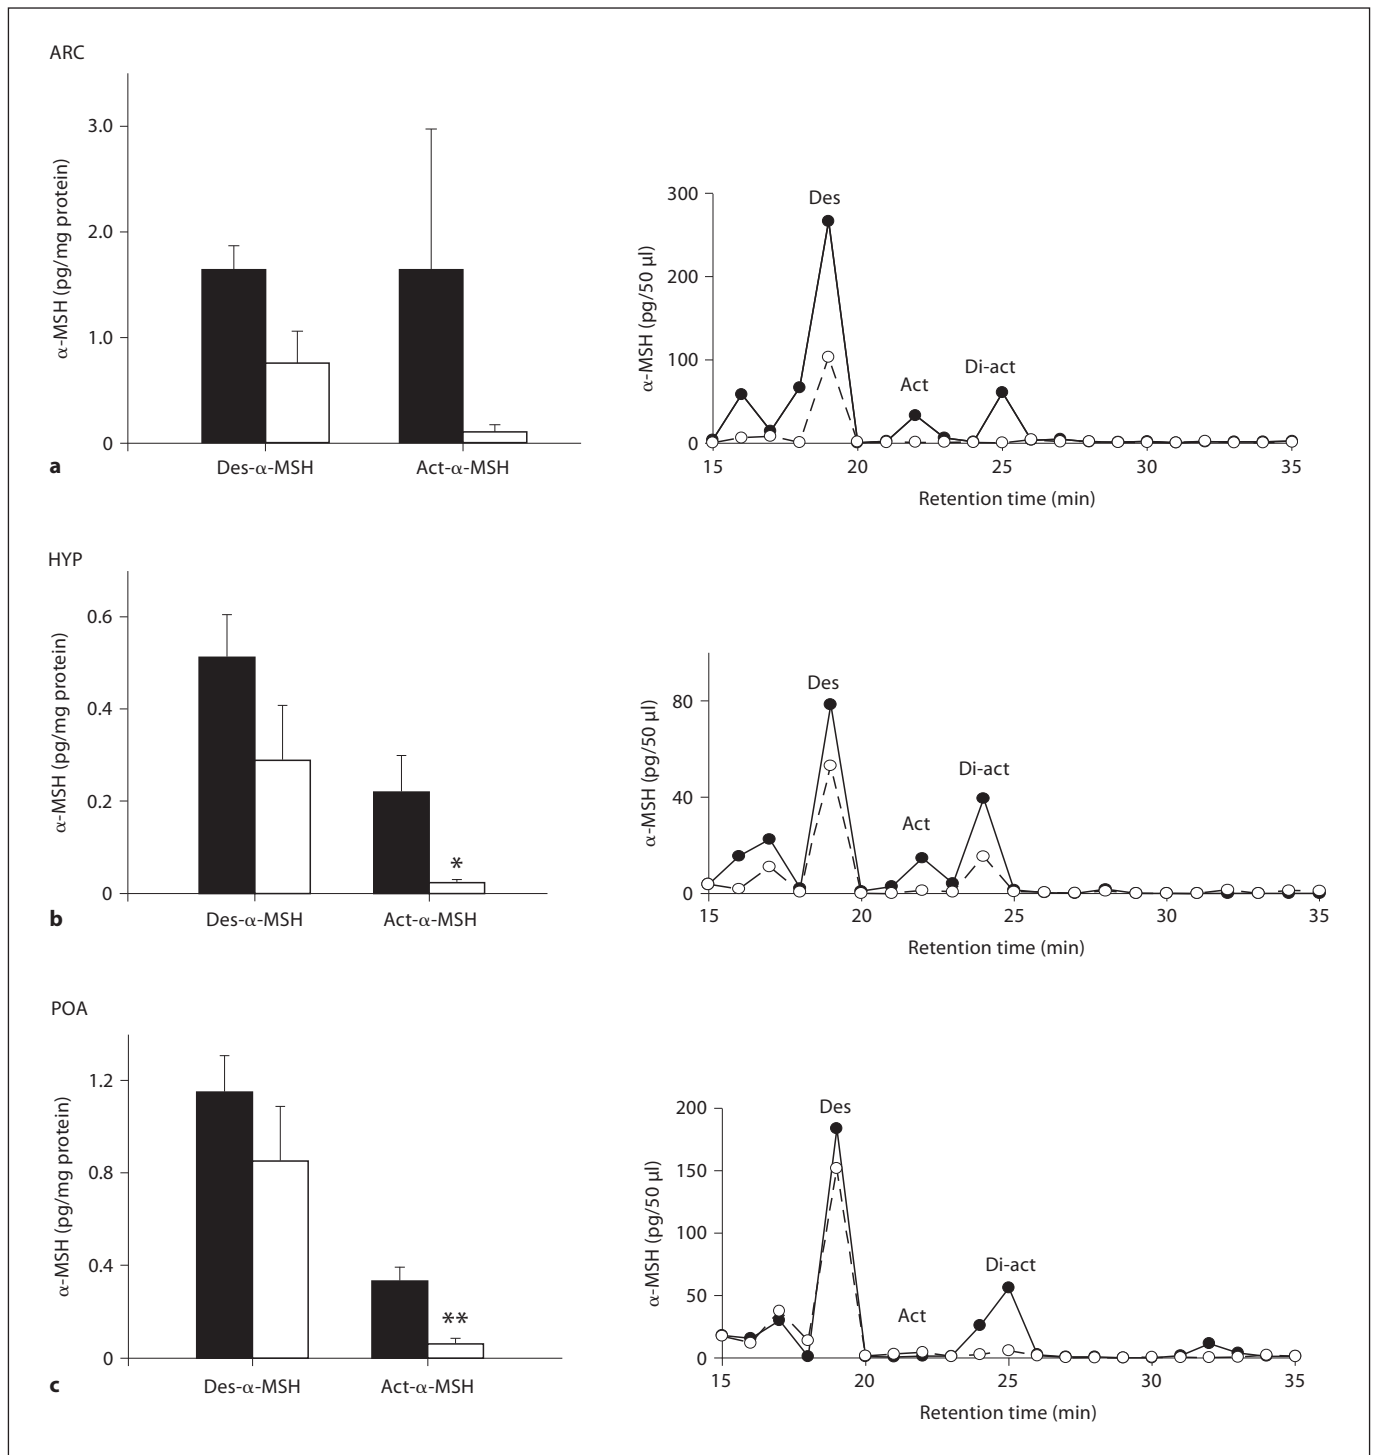 ARC
3.0
2.0
1.0
0
α-MSH (pg/mg protein)
Des-α-MSH Act-α-MSH
a
300
200
100
0
α-MSH (pg/50 µl)
Des
Act
Di-act
15 20 25 30 35
Retention time (min)
HYP
0.6
0.4
0.2
0
α-MSH (pg/mg protein)
*
Des-α-MSH Act-α-MSH
b
80
40
0
α-MSH (pg/50 µl)
Des
Act
Di-act
15 20 25 30 35
Retention time (min)
POA
1.2
0.8
0.4
0
α-MSH (pg/mg protein)
**
Des-α-MSH Act-α-MSH
c
200
150
100
50
0
α-MSH (pg/50 µl)
Des
Act
Di-act
15 20 25 30 35
Retention time (min)